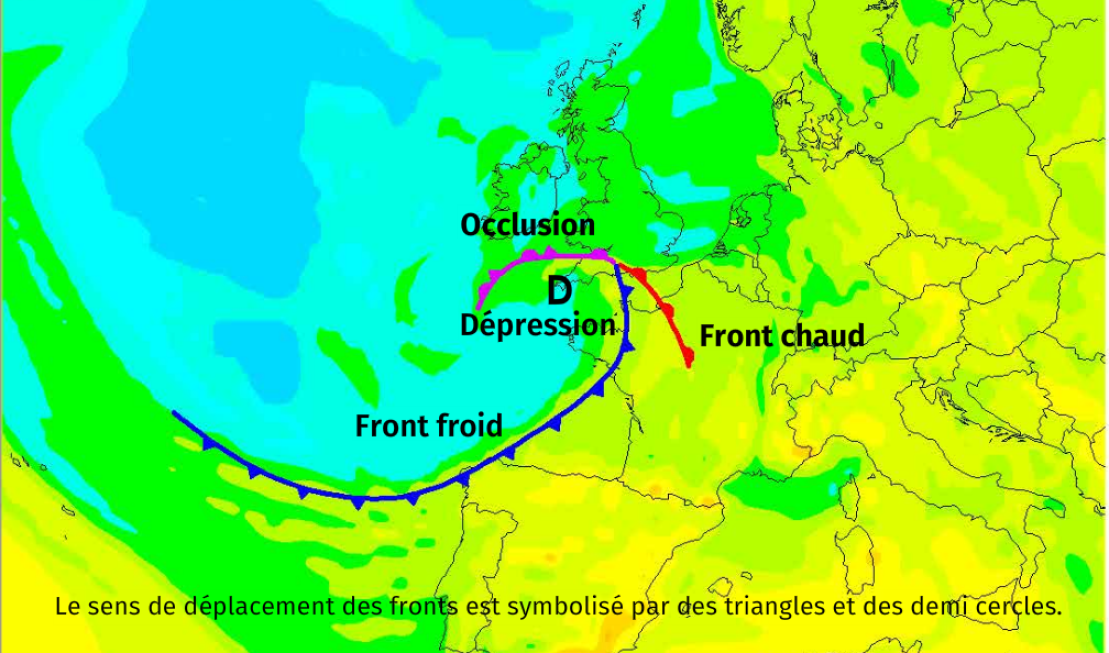 Occlusion
D
Dépression
Front chaud
Front froid
Le sens de déplacement des fronts est symbolisé par des triangles et des demi cercles.